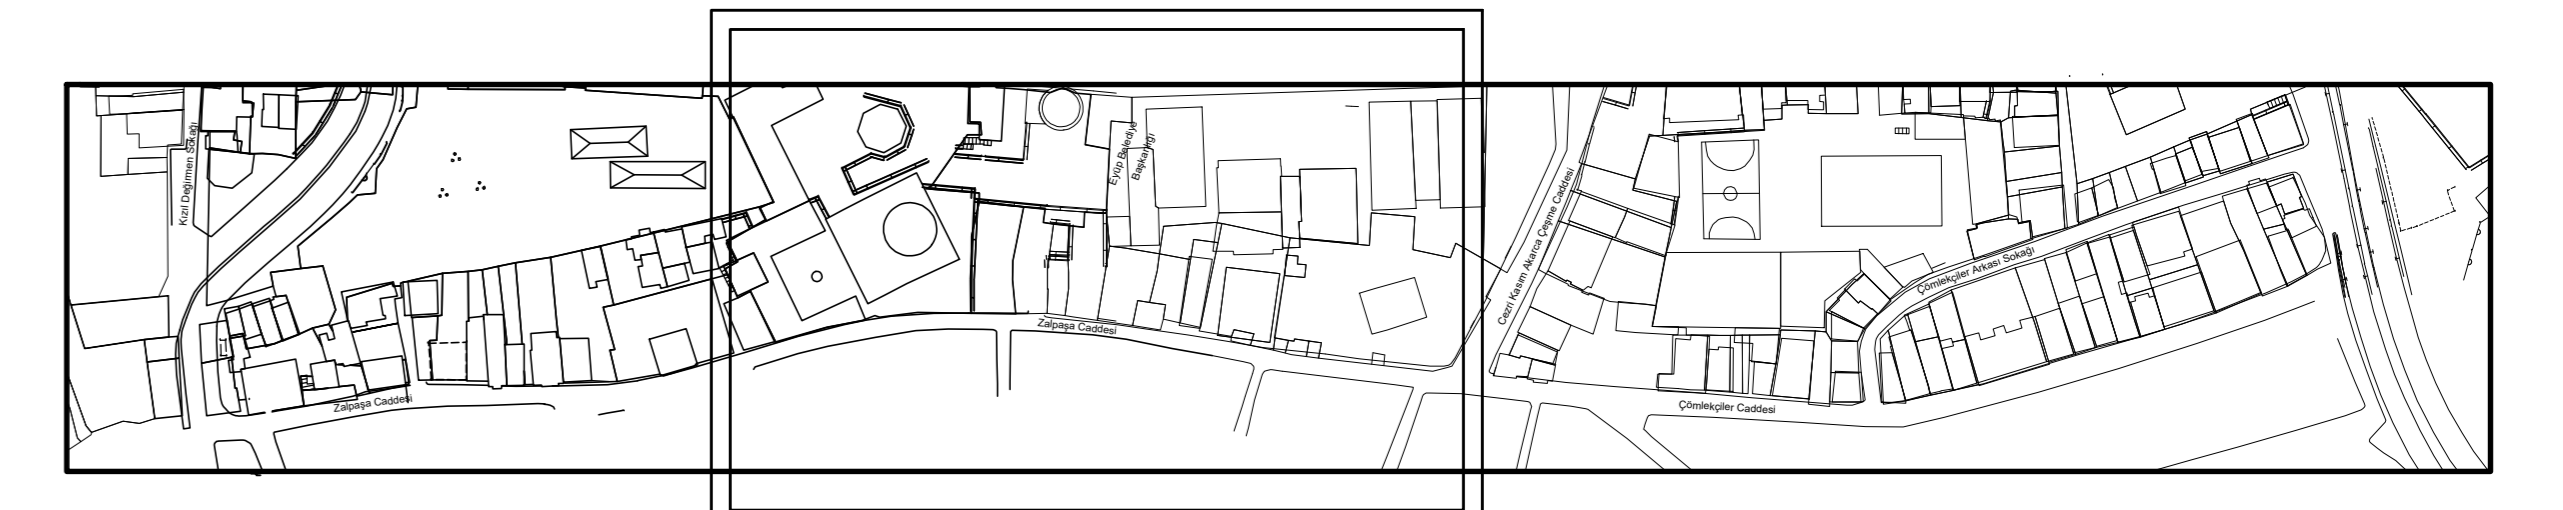 Kızıl Değirmen Sokağı
Zalpaşa Caddesi
Eyüp Belediye
Başkanlığı
Zalpaşa Caddesi
Cezri Kasım Akarca Çeşme Caddesi
Çömlekçiler Arkası Sokağı
Çömlekçiler Caddesi